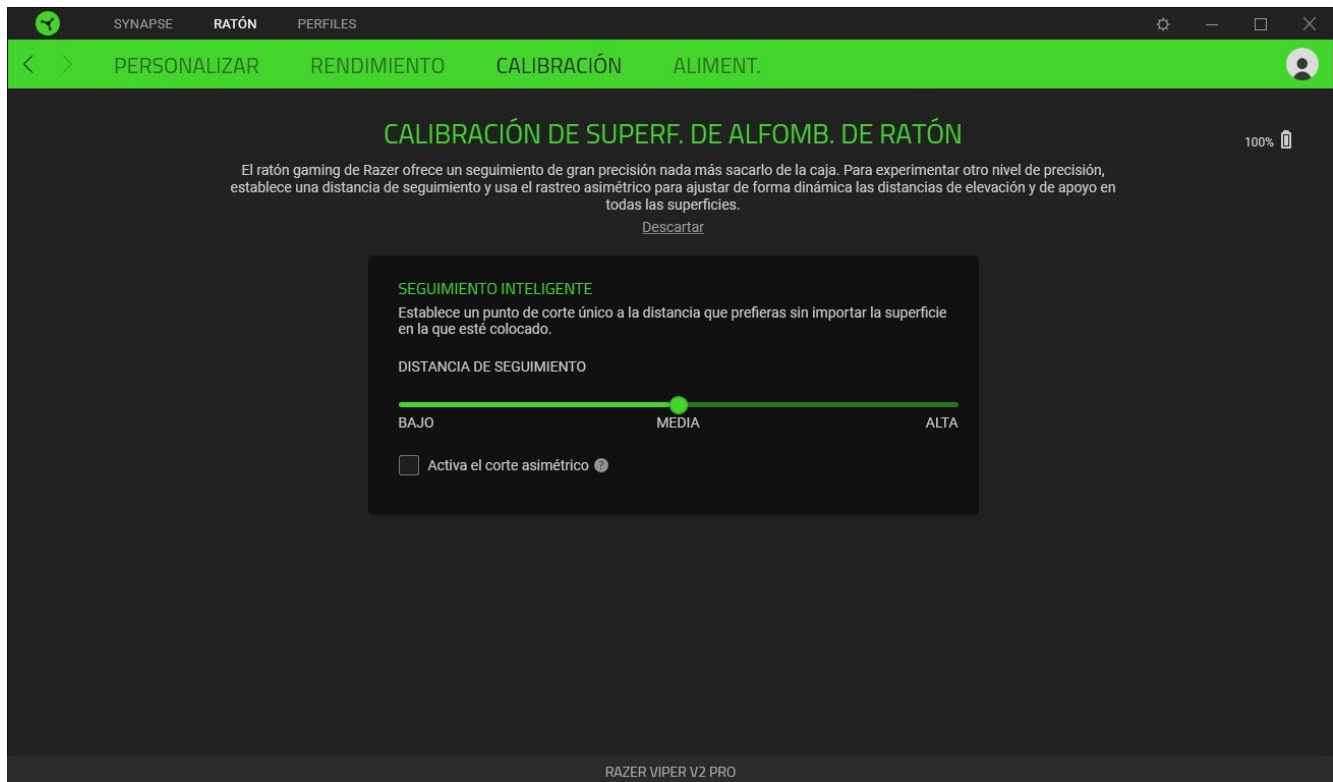 SYNAPSE RATÓN PERFILES
PERSONALIZAR RENDIMIENTO CALIBRACIÓN ALIMENT.
CALIBRACIÓN DE SUPERF. DE ALFOMB. DE RATÓN
100%
El ratón gaming de Razer ofrece un seguimiento de gran precisión nada más sacarlo de la caja. Para experimentar otro nivel de precisión,
establece una distancia de seguimiento y usa el rastreo asimétrico para ajustar de forma dinámica las distancias de elevación y de apoyo en
todas las superficies.
Descartar
SEGUIMIENTO INTELIGENTE
Establece un punto de corte único a la distancia que prefieras sin importar la superficie
en la que esté colocado.
DISTANCIA DE SEGUIMIENTO
BAJO MEDIA ALTA
Activa el corte asimétrico ?
RAZER VIPER V2 PRO